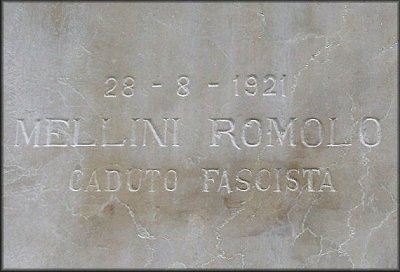 28 - 8 - 1921
MELLINI ROMOLO
CADUTO FASCISTA